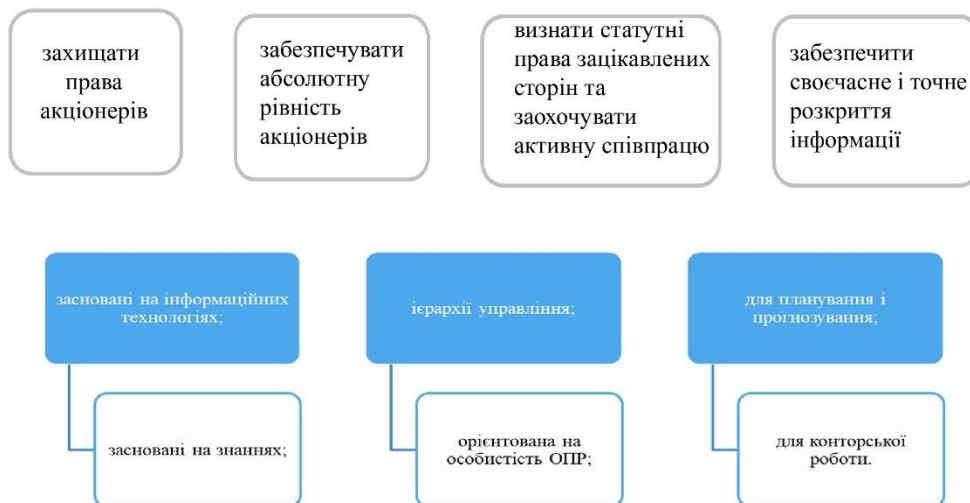 захищати
права
акціонерів
забезпечувати
абсолютну
рівність
акціонерів
визнати статутні
права зацікавлених
сторін та
заохочувати
активну співпрацю
забезпечити
своєчасне і точне
розкриття
інформації
засновані на інформаційних
технологіях;
ієрархії управління;
для планування і
прогнозування;
засновані на знаннях;
орієнтована на
особистість ОПР;
для конторської
роботи.